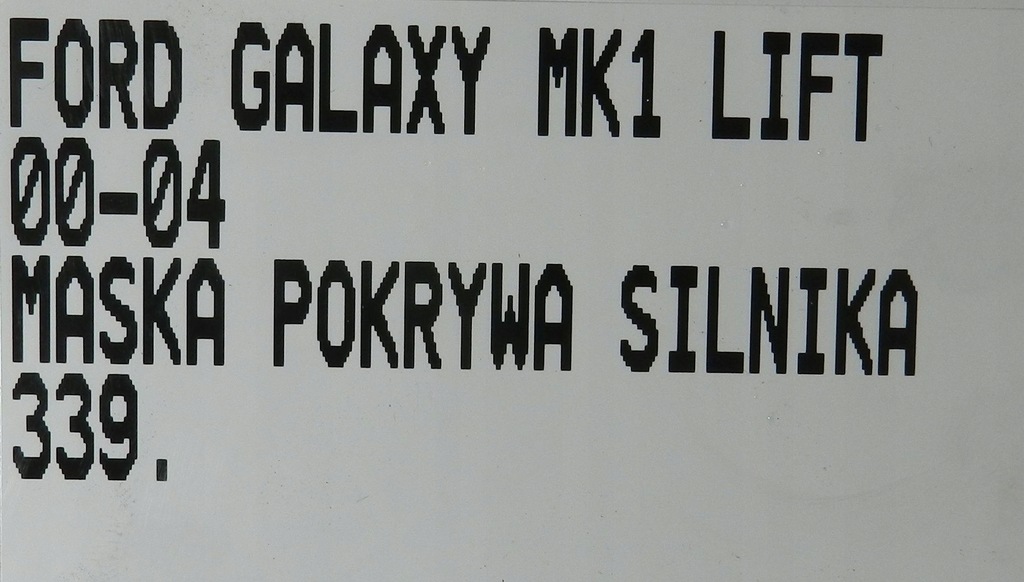 FORD GALAXY MK1 LIFT
00-04
MASKA POKRYWA SILNIKA
339.